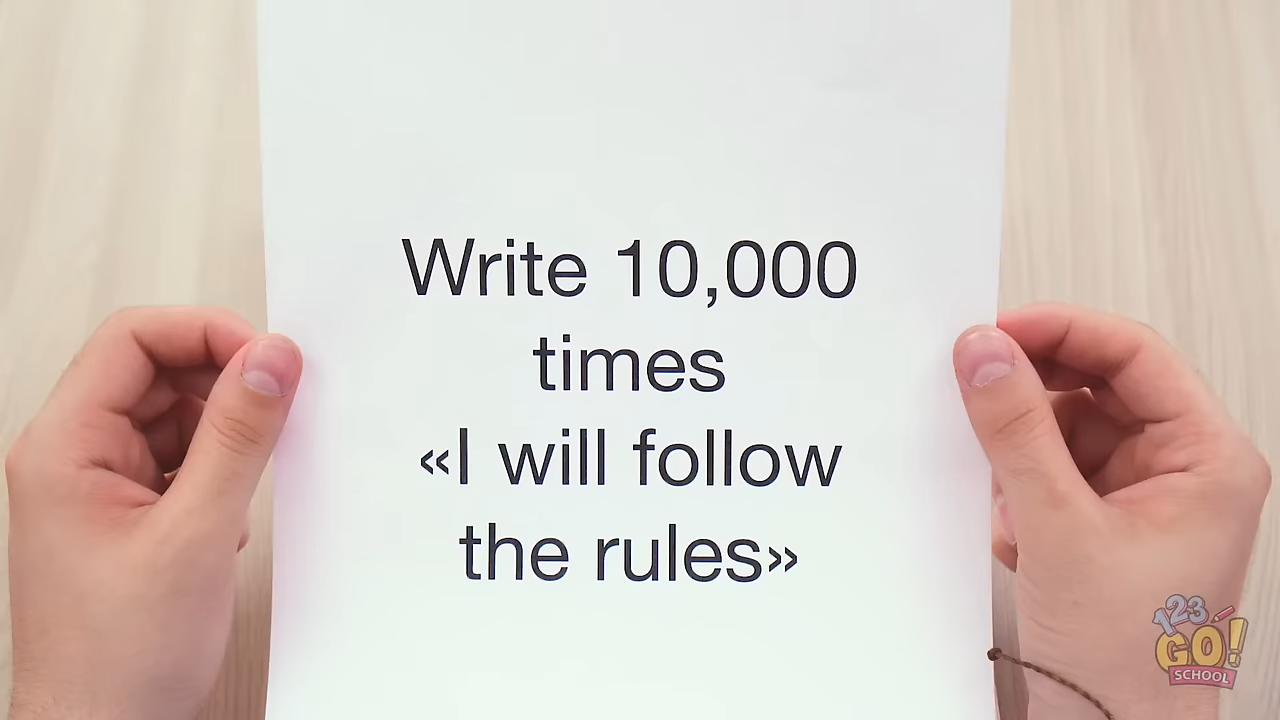 Write 10,000
times
«I will follow
the rules»
123
GO!
SCHOOL